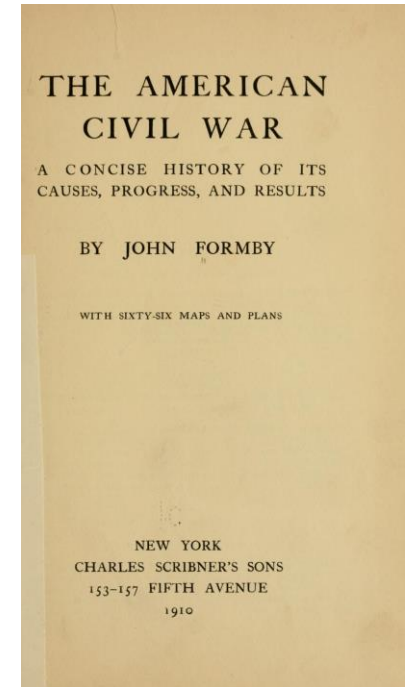 THE AMERICAN
CIVIL WAR
A CONCISE HISTORY OF ITS
CAUSES, PROGRESS, AND RESULTS
BY JOHN FORMBY
WITH SIXTY-SIX MAPS AND PLANS
NEW YORK
CHARLES SCRIBNER'S SONS
153-157 FIFTH AVENUE
1910